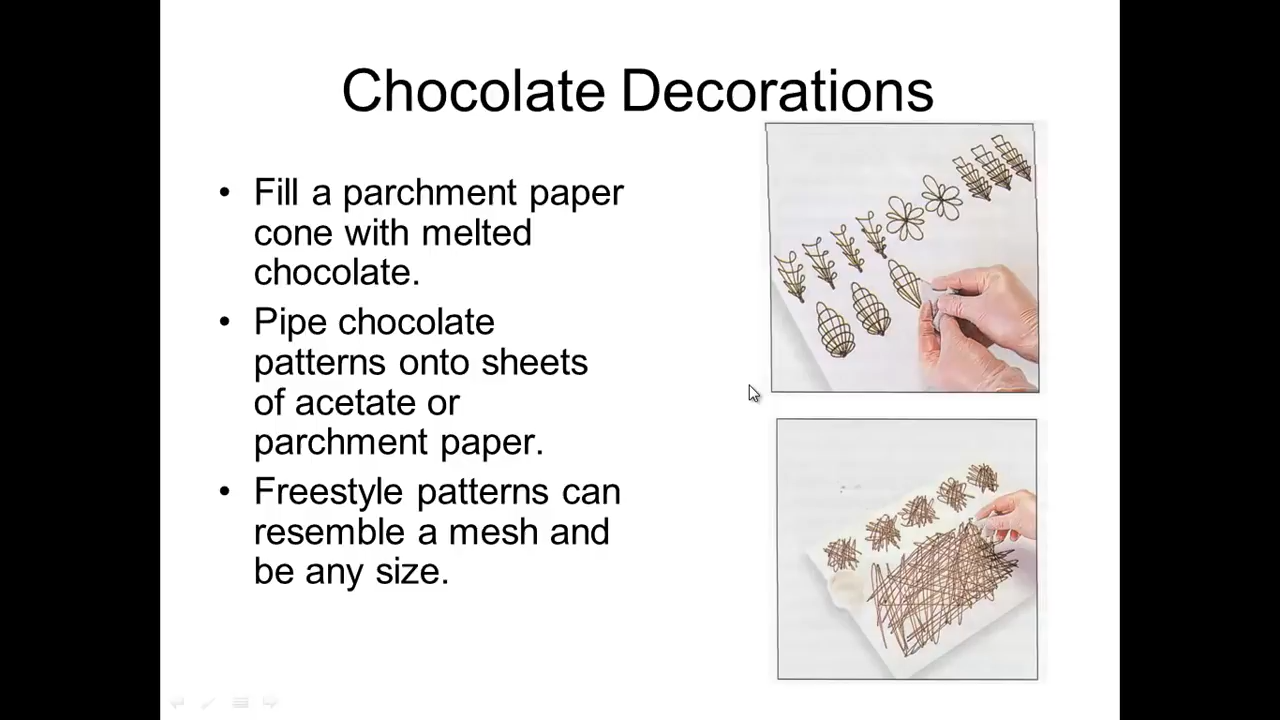 Chocolate Decorations
• Fill a parchment paper
cone with melted
chocolate.
• Pipe chocolate
patterns onto sheets
of acetate or
parchment paper.
• Freestyle patterns can
resemble a mesh and
be any size.